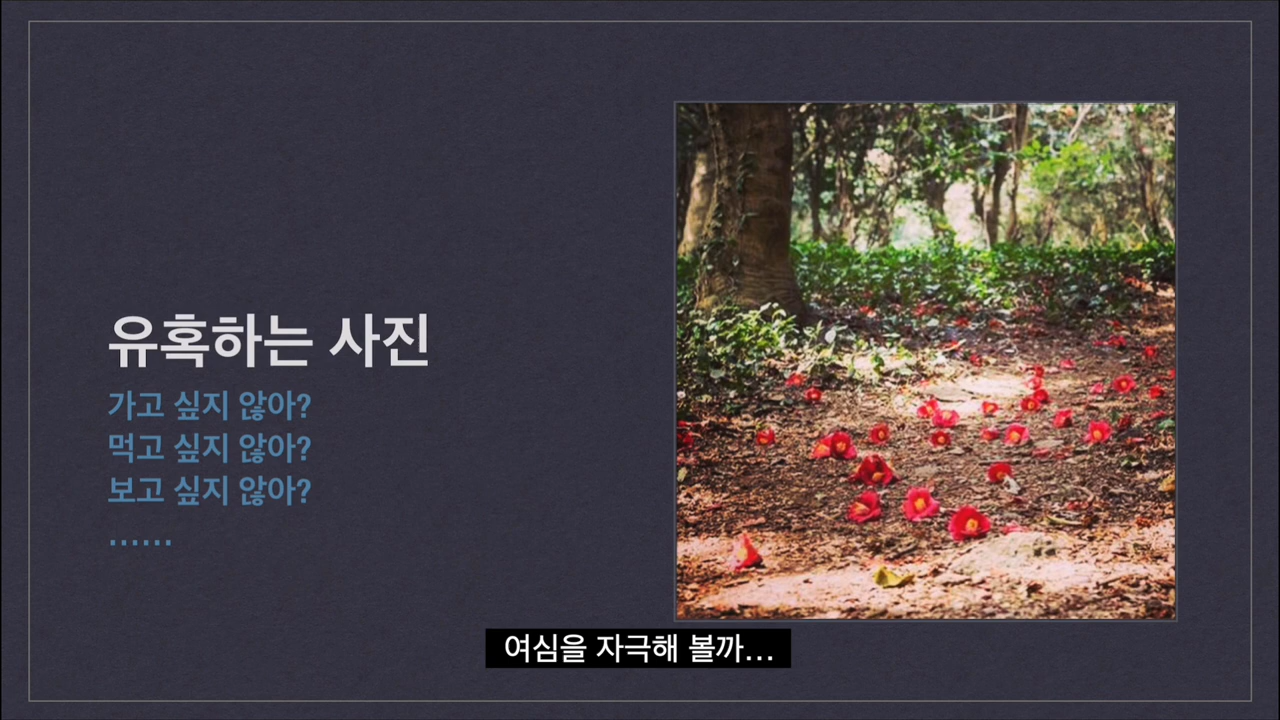 유혹하는 사진
가고 싶지 않아?
먹고 싶지 않아?
보고 싶지 않아?
......
여심을 자극해 볼까...